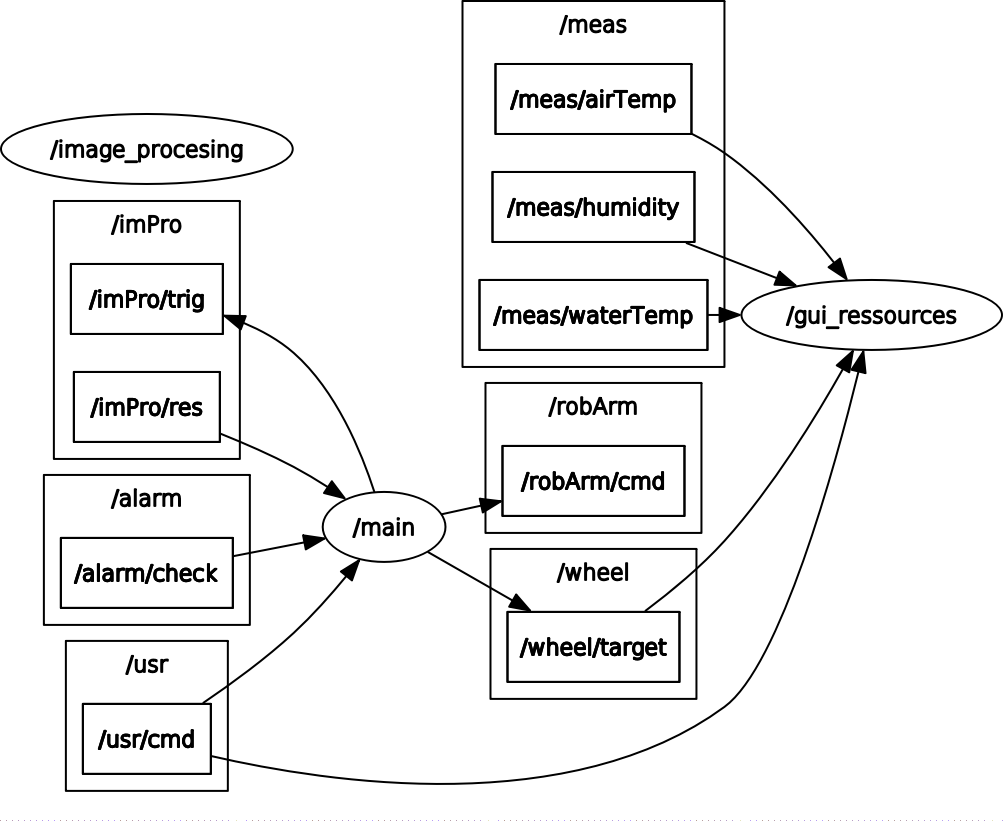 /meas
/meas/airTemp
/image_procesing
/meas/humidity
/imPro
/imPro/trig
/meas/waterTemp
/gui_ressources
/imPro/res
/robArm
/robArm/cmd
/alarm
/main
/alarm/check
/wheel
/wheel/target
/usr
/usr/cmd